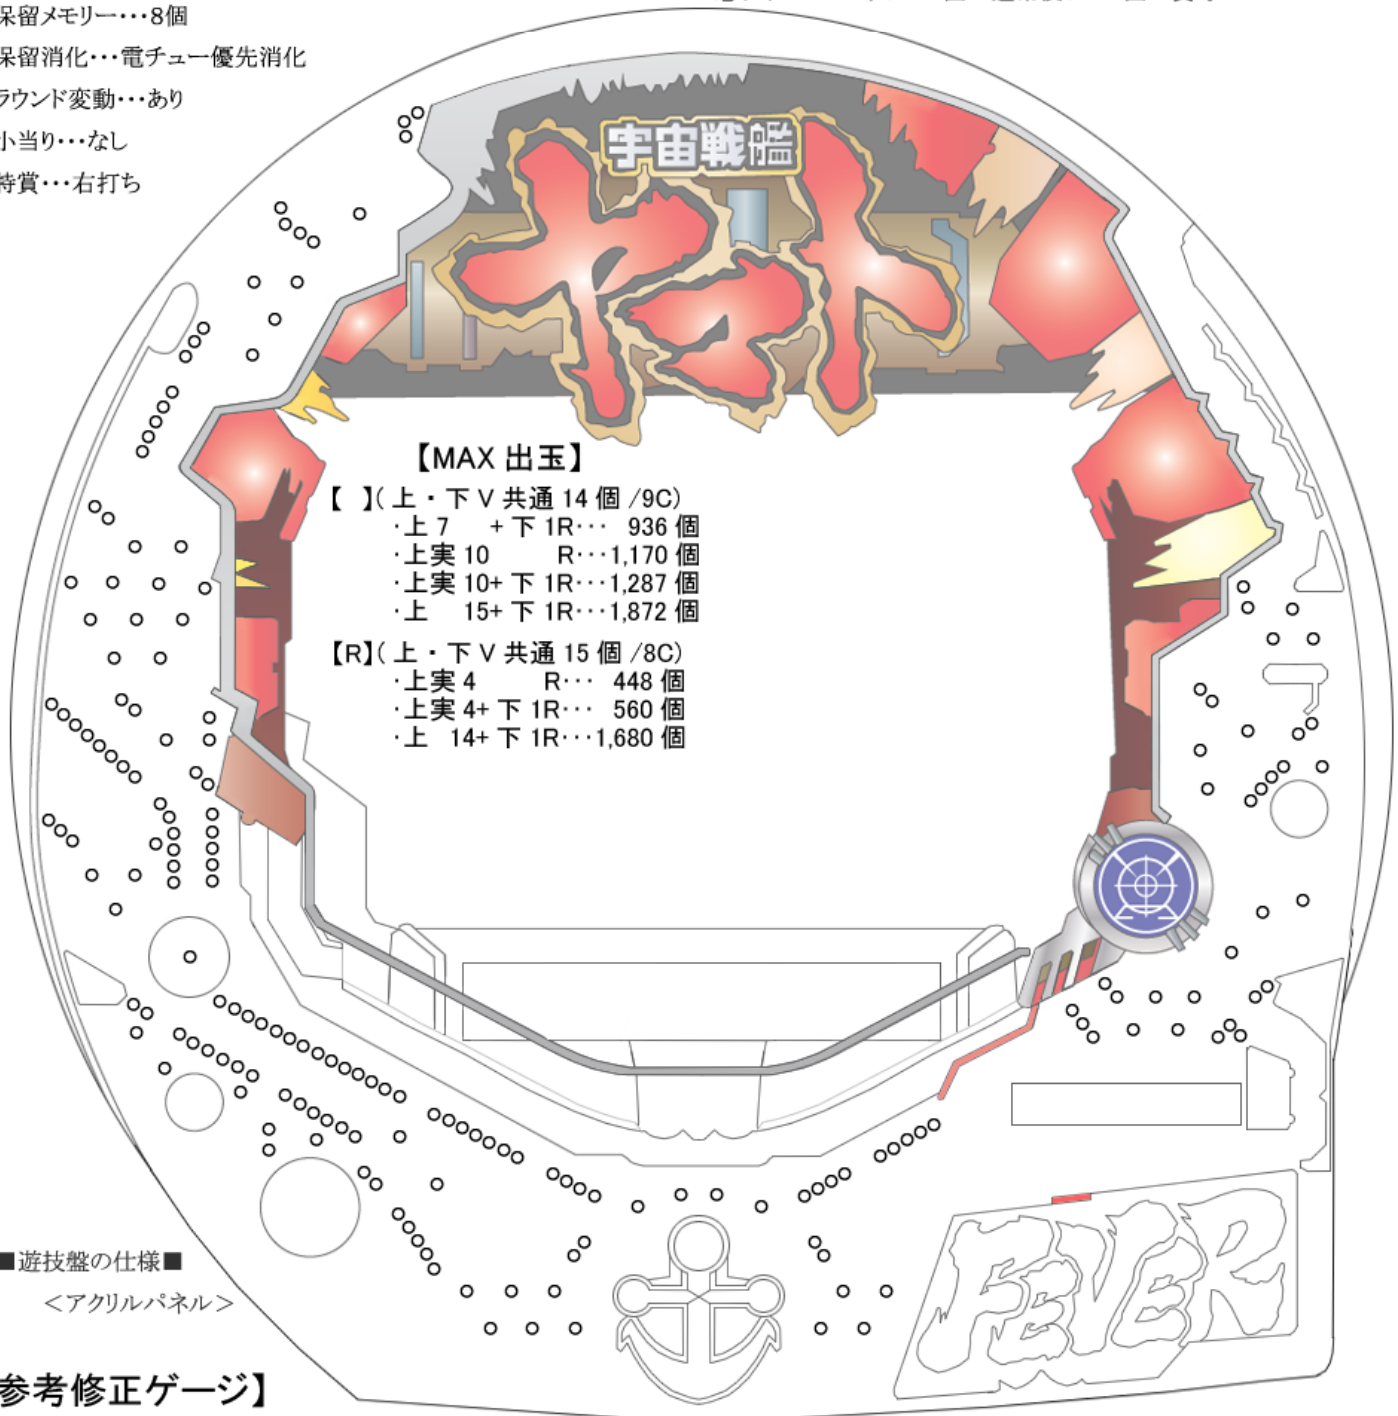 保留メモリー･･･8個
保留消化･･･電チュー優先消化
ラウンド変動･･･あり
小当り･･･なし
特賞･･･右打ち
宇宙戦艦
ヤマト
【MAX 出玉】
【　】( 上・下 V 共通 14 個 /9C)
･上 7　 + 下 1R･･･ 936 個
･上実 10　　 R･･･1,170 個
･上実 10+ 下 1R･･･1,287 個
･上　 15+ 下 1R･･･1,872 個
【R】( 上・下 V 共通 15 個 /8C)
･上実 4　　 R･･･ 448 個
･上実 4+ 下 1R･･･ 560 個
･上　14+ 下 1R･･･1,680 個
FEVER
■遊技盤の仕様■
＜アクリルパネル＞
参考修正ゲージ】